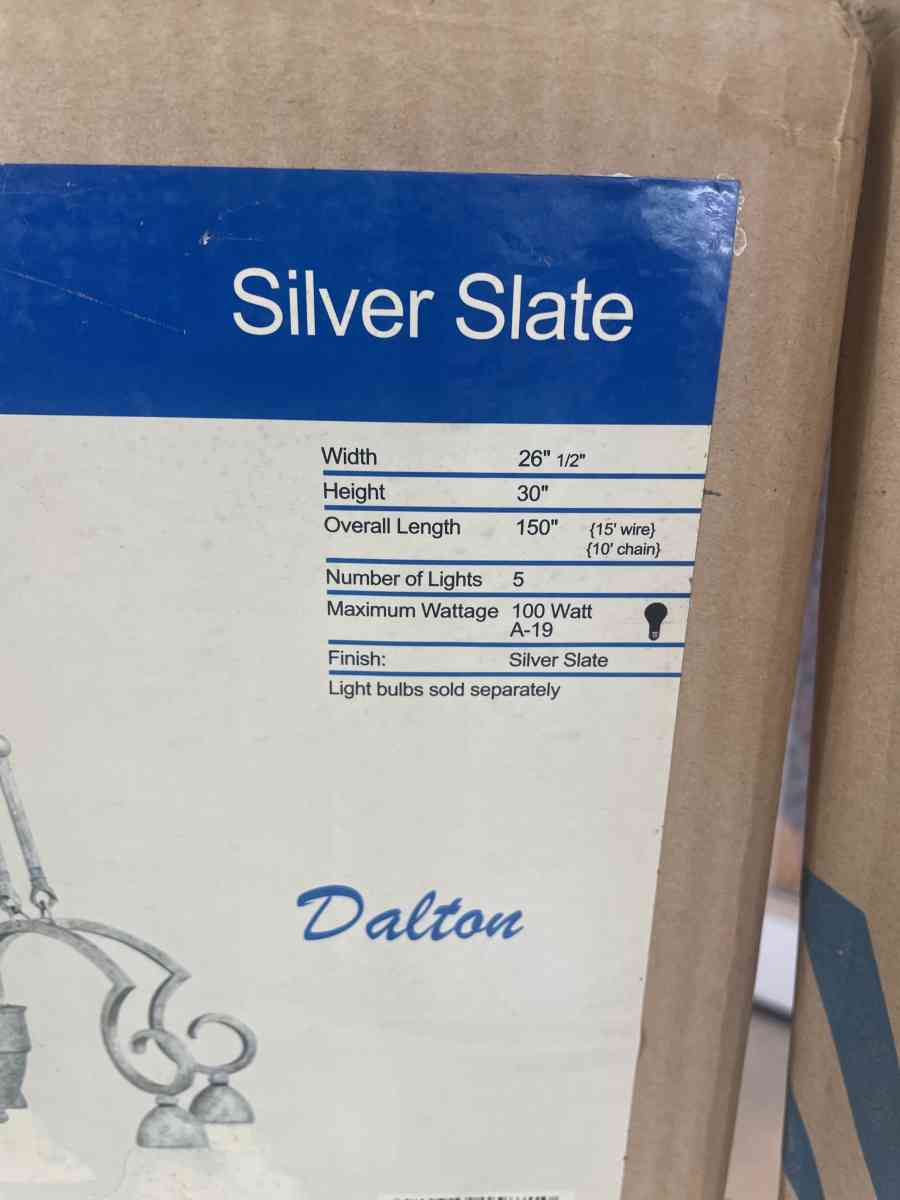 Silver Slate
Width 26" 1/2"
Height 30"
Overall Length 150" {15' wire}
{10' chain}
Number of Lights 5
Maximum Wattage 100 Watt
A-19
Finish: Silver Slate
Light bulbs sold separately
Dalton